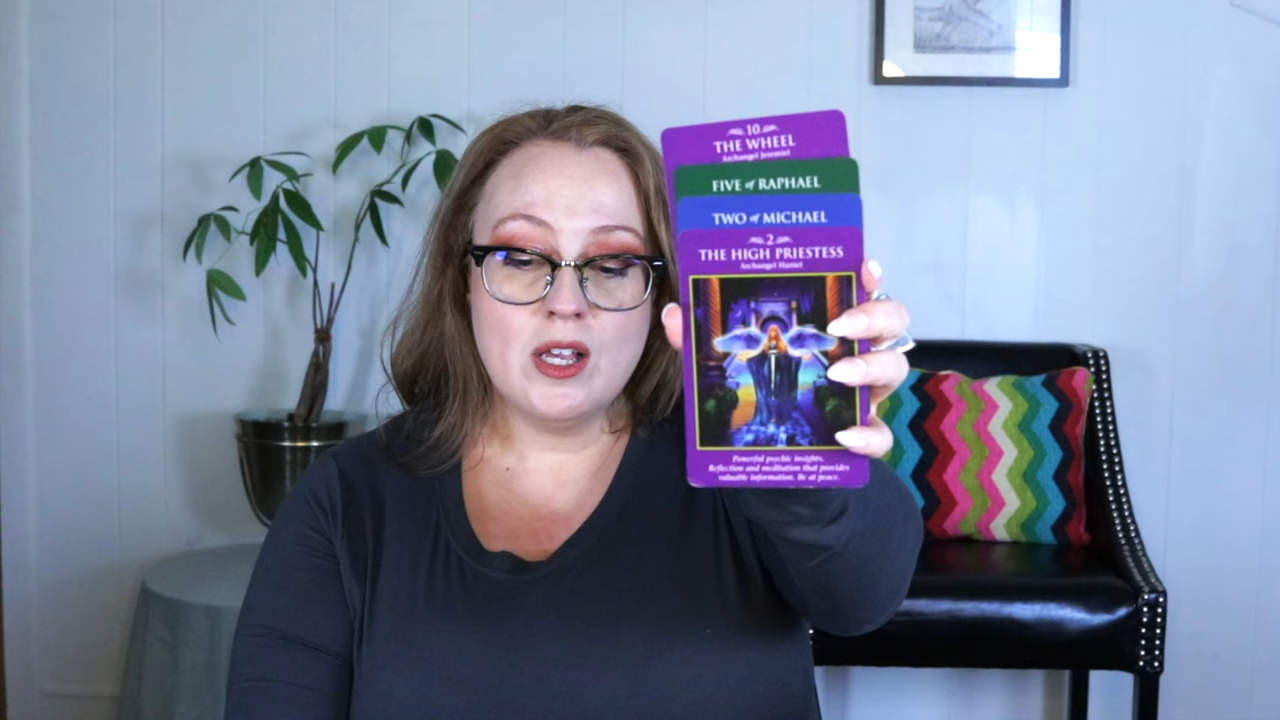 10
THE WHEEL
Archangel Jeremiel
FIVE of RAPHAEL
TWO of MICHAEL
2
THE HIGH PRIESTESS
Archangel Haniel
Powerful psychic insights.
Reflection and meditation that provides
valuable information. Be at peace.